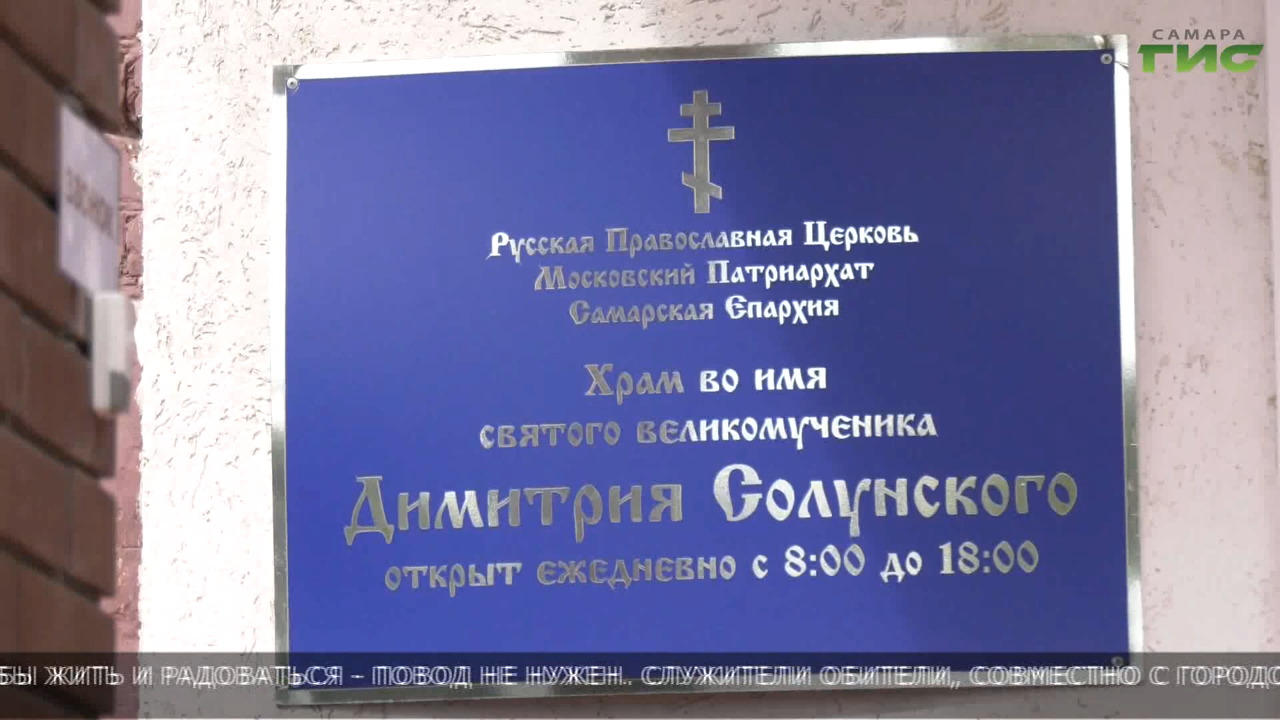 САМАРА
ГИС
Русская Православная Церковь
Московский Патриархат
Самарская Епархия
Храм во имя
святого великомученика
Димитрия Солунского
открыт ежедневно с 8:00 до 18:00
БЫ ЖИТЬ И РАДОВАТЬСЯ - ПОВОД НЕ НУЖЕН.. СЛУЖИТЕЛИ ОБИТЕЛИ,, СОВМЕСТНО С ГОРОДС